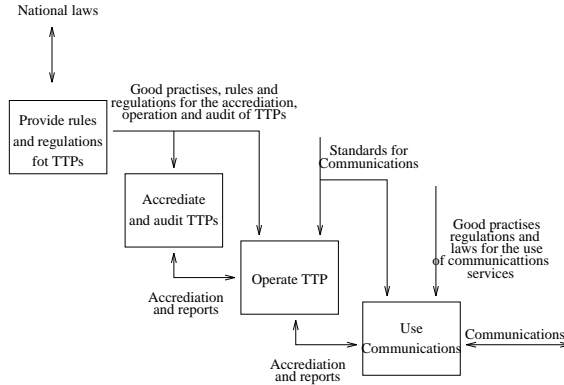 National laws
Good practises, rules and
regulations for the accrediation,
operation and audit of TTPs
Provide rules
and regulations
fot TTPs
Standards for
Communications
Accrediate
and audit TTPs
Good practises
regulations and
laws for the use
of communicattions
services
Operate TTP
Accrediation
and reports
Use
Communications
Communications
Accrediation
and reports